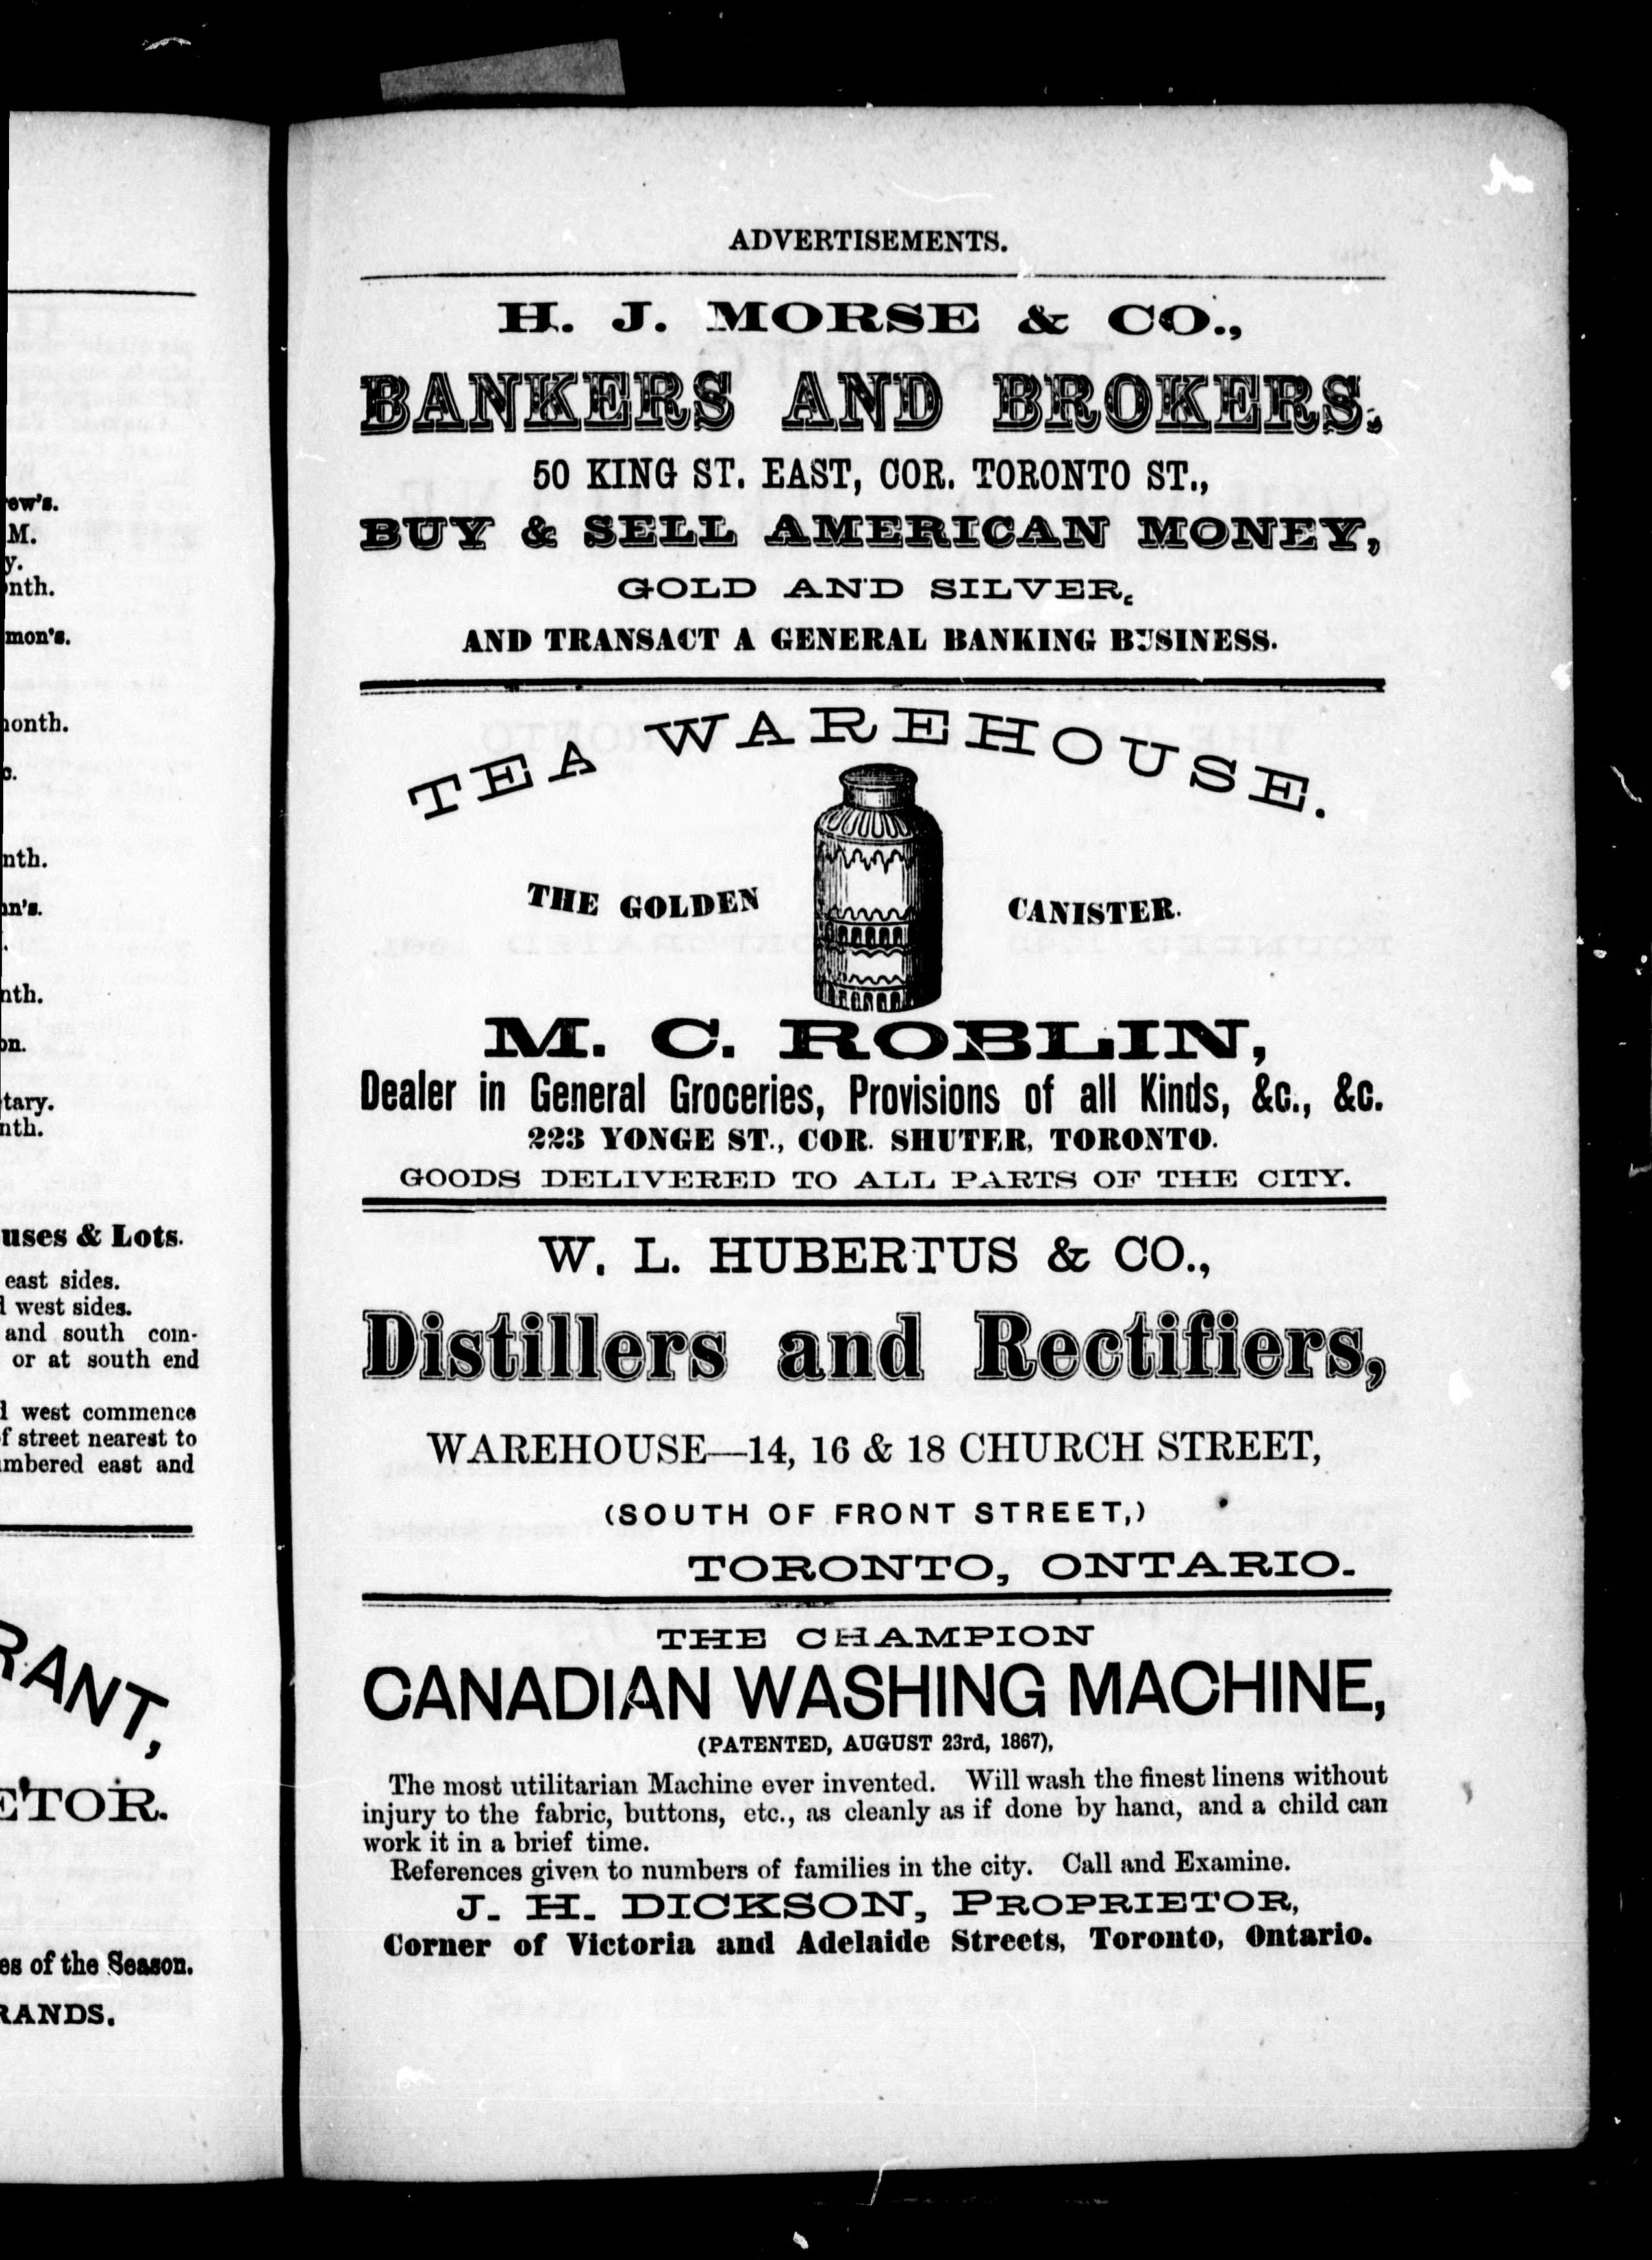 ew's.
M.
y.
nth.
mon's.
onth.
c.
nth.
n's.
nth.
on.
tary.
nth.
uses & Lots.
east sides.
west sides.
and south com-
or at south end
west commence
f street nearest to
mbered east and
RANT,
ETOR.
es of the Season.
RANDS.
ADVERTISEMENTS.
H. J. MORSE & CO.,
BANKERS AND BROKERS.
50 KING ST. EAST, COR. TORONTO ST.,
BUY & SELL AMERICAN MONEY,
GOLD AND SILVER,
AND TRANSACT A GENERAL BANKING BUSINESS.
TEA WAREHOUSE.
THE GOLDEN CANISTER.
M. C. ROBLIN,
Dealer in General Groceries, Provisions of all Kinds, &c., &c.
223 YONGE ST., COR. SHUTER, TORONTO.
GOODS DELIVERED TO ALL PARTS OF THE CITY.
W. L. HUBERTUS & CO.,
Distillers and Rectifiers,
WAREHOUSE—14, 16 & 18 CHURCH STREET,
(SOUTH OF FRONT STREET,)
TORONTO, ONTARIO.
THE CHAMPION
CANADIAN WASHING MACHINE,
(PATENTED, AUGUST 23rd, 1867),
The most utilitarian Machine ever invented. Will wash the finest linens without
injury to the fabric, buttons, etc., as cleanly as if done by hand, and a child can
work it in a brief time.
References given to numbers of families in the city. Call and Examine.
J. H. DICKSON, PROPRIETOR,
Corner of Victoria and Adelaide Streets, Toronto, Ontario.